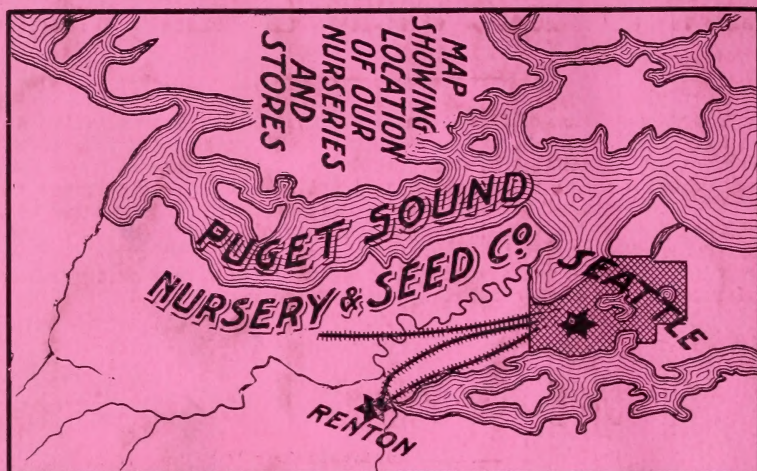 MAP
SHOWING
LOCATION
OF OUR
NURSERIES
AND
STORES
PUGET SOUND
NURSERY & SEED CO.
SEATTLE
RENTON